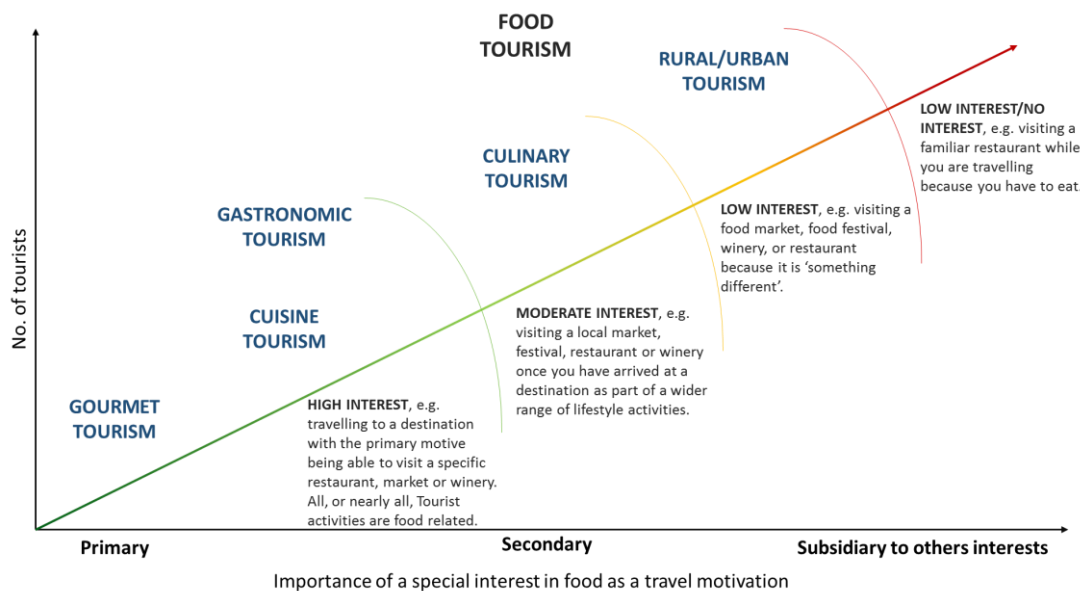 FOOD
TOURISM
RURAL/URBAN
TOURISM
LOW INTEREST/NO
INTEREST, e.g. visiting a
familiar restaurant while
you are travelling
because you have to eat.
CULINARY
TOURISM
LOW INTEREST, e.g. visiting a
food market, food festival,
winery, or restaurant
because it is ‘something
different’.
GASTRONOMIC
TOURISM
MODERATE INTEREST, e.g.
visiting a local market,
festival, restaurant or winery
once you have arrived at a
destination as part of a wider
range of lifestyle activities.
CUISINE
TOURISM
HIGH INTEREST, e.g.
travelling to a destination
with the primary motive
being able to visit a specific
restaurant, market or winery.
All, or nearly all, Tourist
activities are food related.
GOURMET
TOURISM
No. of tourists
Primary
Secondary
Subsidiary to others interests
Importance of a special interest in food as a travel motivation